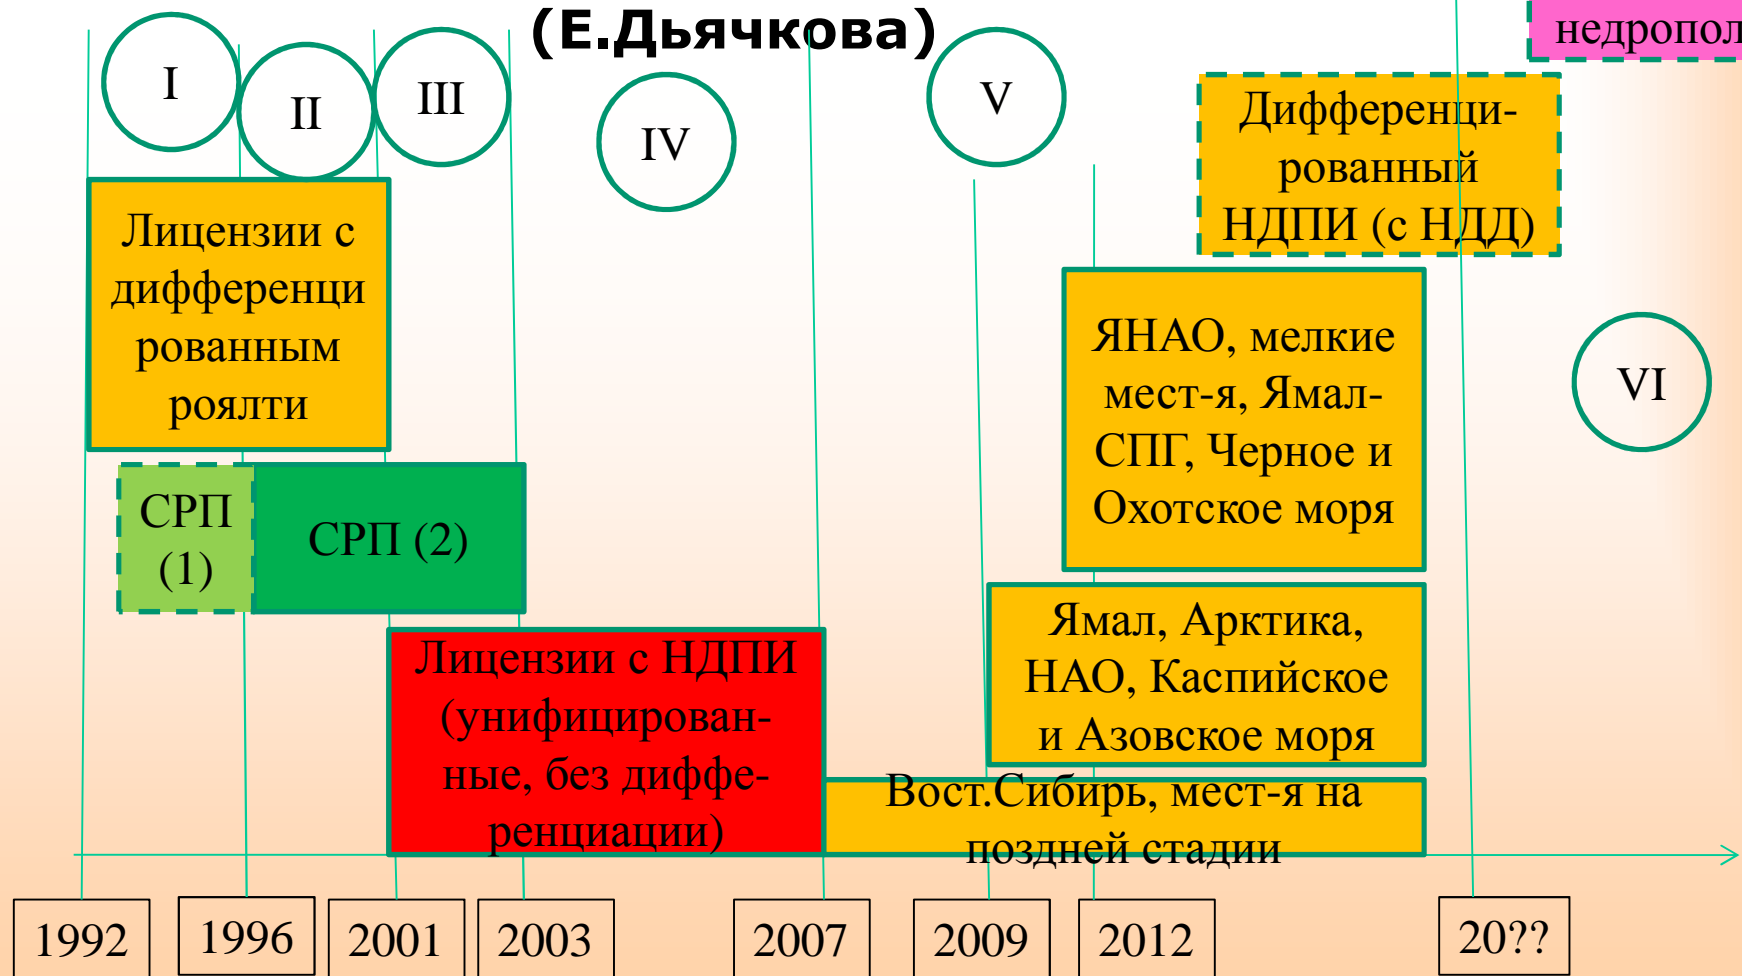 (Е.Дьячкова)
I
II
III
IV
V
VI
Дифференци-
рованный
НДПИ (с НДД)
Лицензии с
дифференци
рованным
роялти
ЯНАО, мелкие
мест-я, Ямал-
СПГ, Черное и
Охотское моря
СРП
(1)
СРП (2)
Ямал, Арктика,
НАО, Каспийское
и Азовское моря
Лицензии с НДПИ
(унифицирован-
ные, без диффе-
ренциации)
Вост.Сибирь, мест-я на
поздней стадии
1992
1996
2001
2003
2007
2009
2012
20??